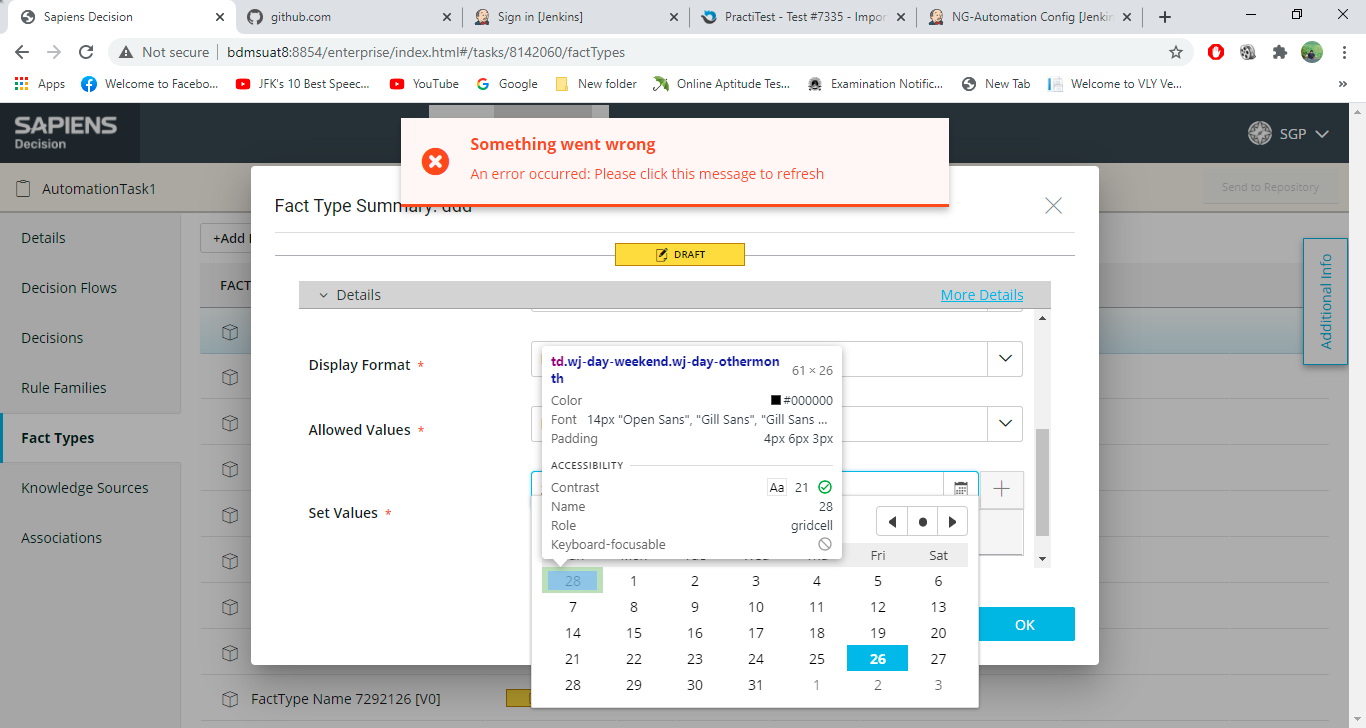 Sapiens Decision
github.com
Sign in [Jenkins]
PractiTest - Test #7335 - Impor
NG-Automation Config [Jenkin
Not secure
bdmsuat8:8854/enterprise/index.html#/tasks/8142060/factTypes
Apps
Welcome to Facebo...
JFK's 10 Best Speec...
YouTube
Google
New folder
Online Aptitude Tes...
Examination Notific...
New Tab
Welcome to VLY Ve...
SAPIENS
Decision
SGP
Something went wrong
An error occurred: Please click this message to refresh
AutomationTask1
Send to Repository
Fact Type Summary: ddd
Details
Decision Flows
Decisions
Rule Families
Fact Types
Knowledge Sources
Associations
+Add
FACT
DRAFT
Details
More Details
Additional Info
Display Format *
Allowed Values *
Set Values *
td.wj-day-weekend.wj-day-othermon
th
61 × 26
Color #000000
Font 14px "Open Sans", "Gill Sans", "Gill Sans ...
Padding 4px 6px 3px
ACCESSIBILITY
Contrast Aa 21
Name 28
Role gridcell
Keyboard-focusable
Fri Sat
28 1 2 3 4 5 6
7 8 9 10 11 12 13
14 15 16 17 18 19 20
21 22 23 24 25 26 27
28 29 30 31 1 2 3
OK
FactType Name 7292126 [V0]